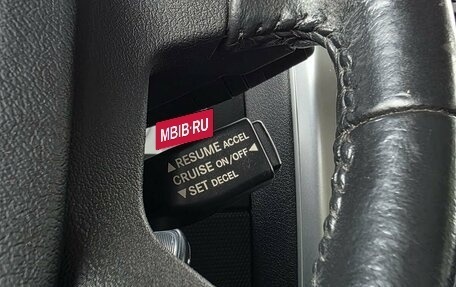 MBIB·RU
▲RESUME ACCEL
CRUISE ON/OFF◄
▼SET DECEL